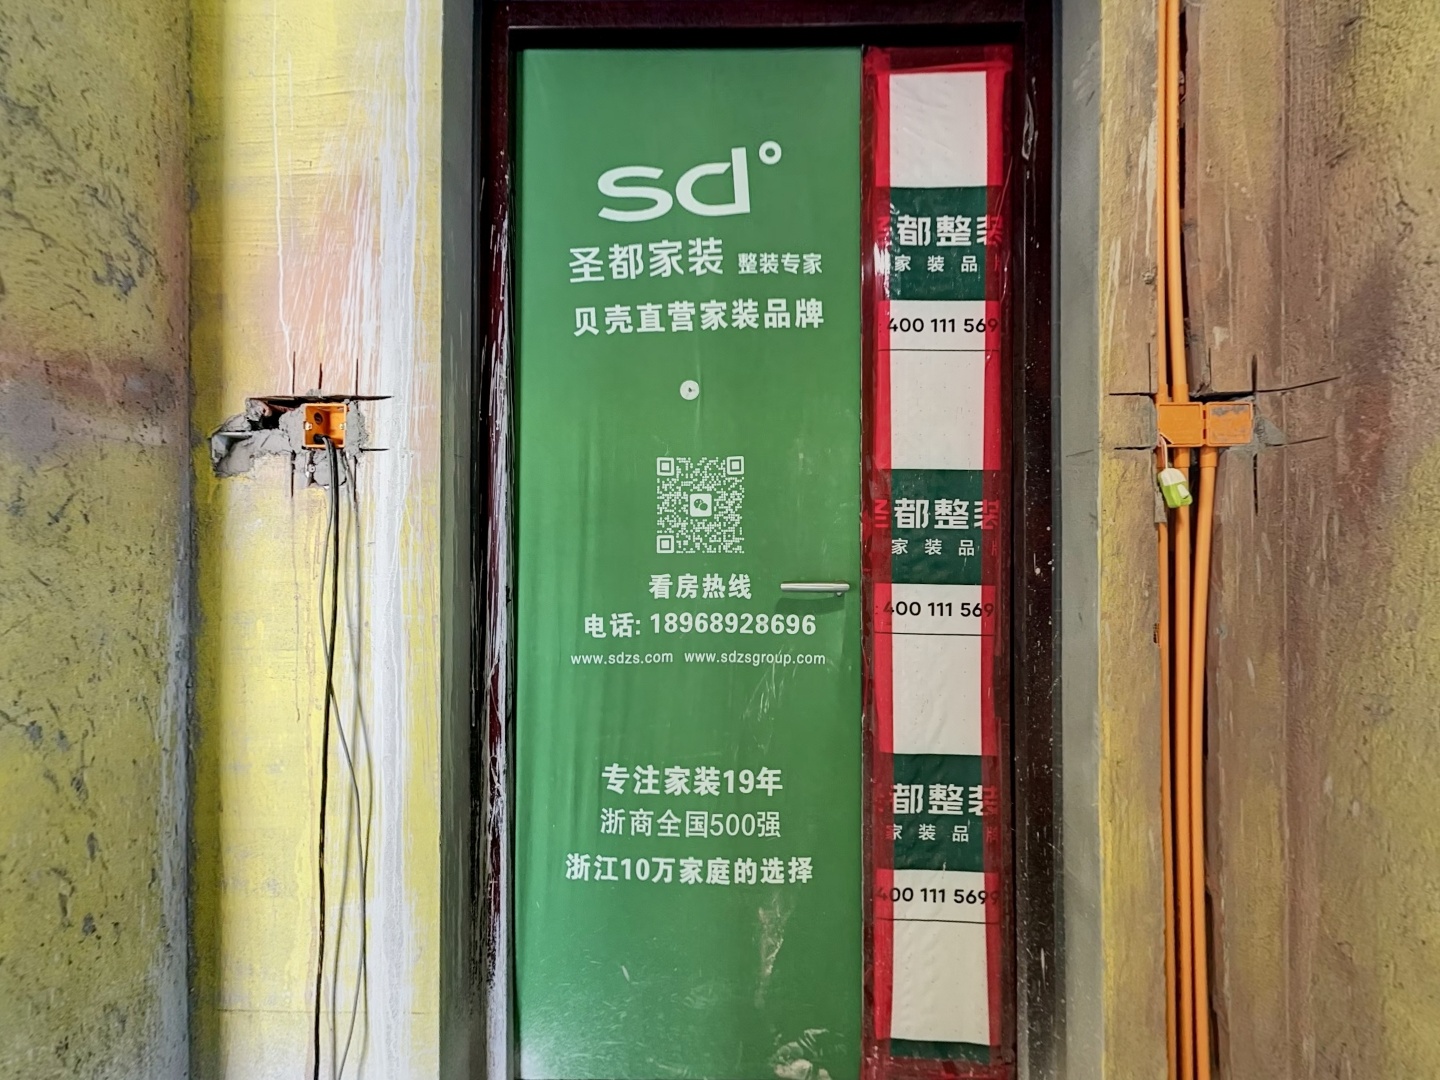 sd°
圣都家装 整装专家
贝壳直营家装品牌
看房热线
电话: 18968928696
www.sdzs.com www.sdzsgroup.com
专注家装19年
浙商全国500强
浙江10万家庭的选择
圣都整装
家装品
400 111 569
圣都整装
家装品
400 111 569
都整装
家装品牌
400 111 5699